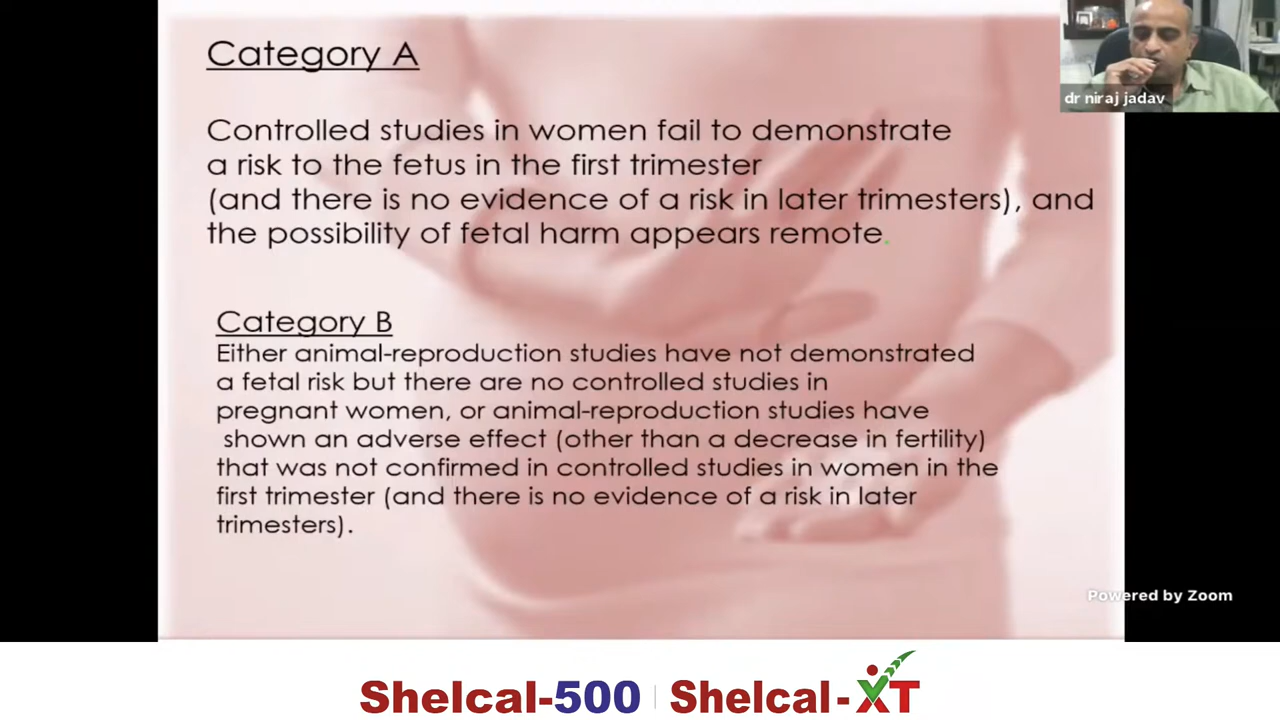 Category A
Controlled studies in women fail to demonstrate
a risk to the fetus in the first trimester
(and there is no evidence of a risk in later trimesters), and
the possibility of fetal harm appears remote.
Category B
Either animal-reproduction studies have not demonstrated
a fetal risk but there are no controlled studies in
pregnant women, or animal-reproduction studies have
shown an adverse effect (other than a decrease in fertility)
that was not confirmed in controlled studies in women in the
first trimester (and there is no evidence of a risk in later
trimesters).
dr niraj jadav
Powered by Zoom
Shelcal-500 | Shelcal-XT